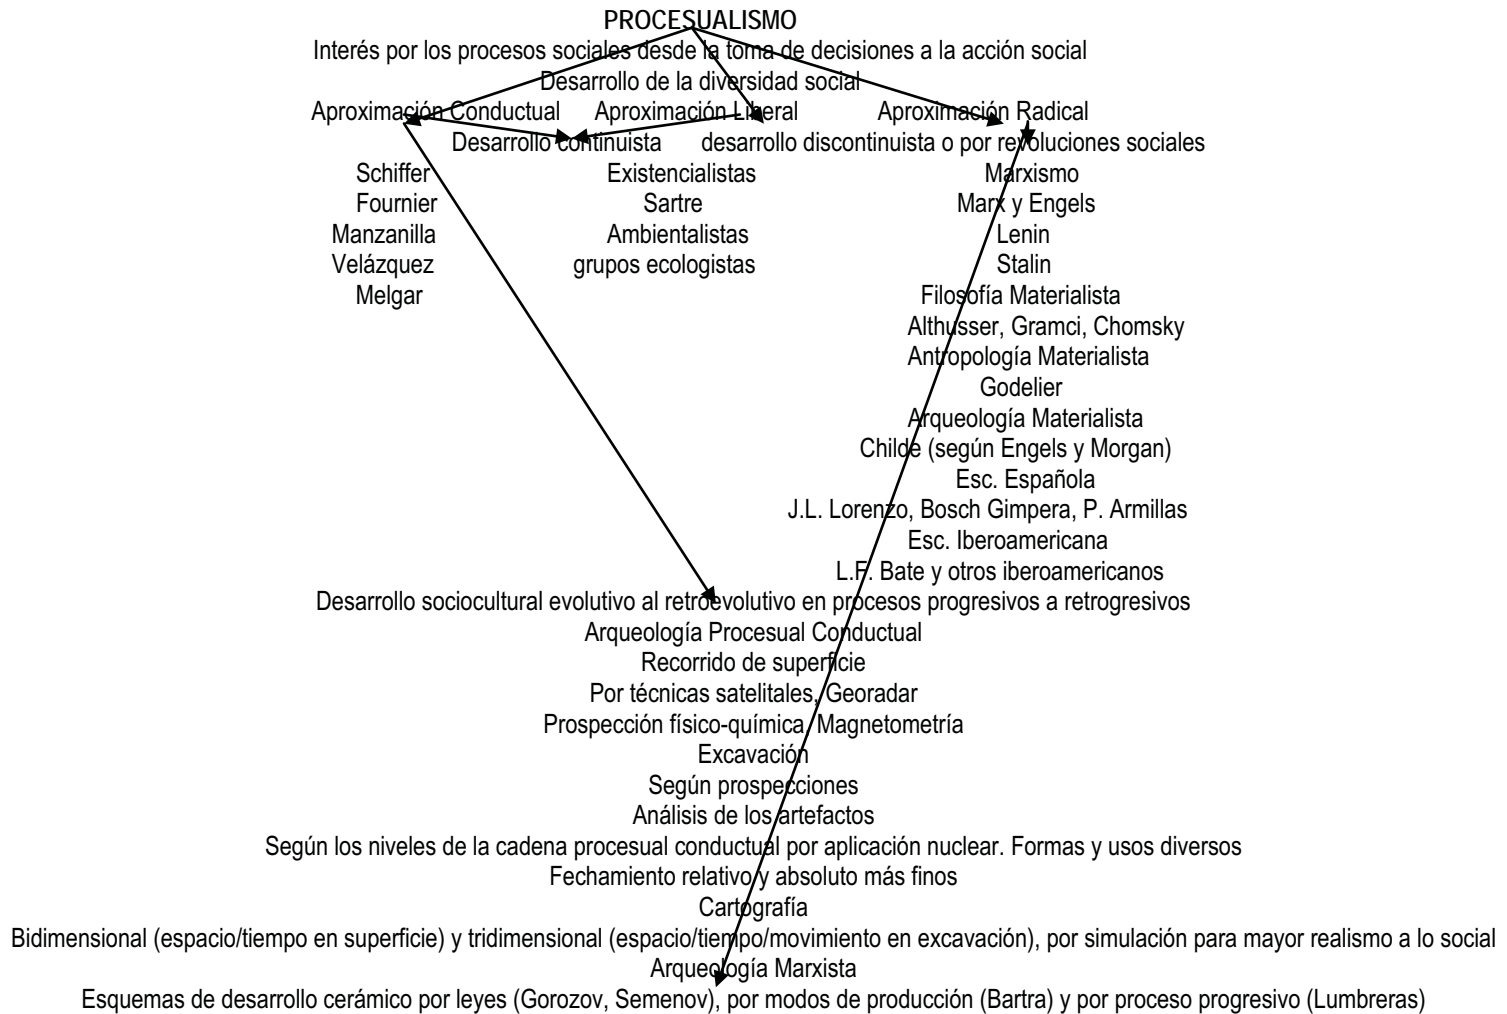 PROCESUALISMO
Interés por los procesos sociales desde la toma de decisiones a la acción social
Desarrollo de la diversidad social
Aproximación Conductual Aproximación Liberal Aproximación Radical
Desarrollo continuista desarrollo discontinuista o por revoluciones sociales
Schiffer Existencialistas Marxismo
Fournier Sartre Marx y Engels
Manzanilla Ambientalistas Lenin
Velázquez grupos ecologistas Stalin
Melgar Filosofía Materialista
Althusser, Gramci, Chomsky
Antropología Materialista
Godelier
Arqueología Materialista
Childe (según Engels y Morgan)
Esc. Española
J.L. Lorenzo, Bosch Gimpera, P. Armillas
Esc. Iberoamericana
L.F. Bate y otros iberoamericanos
Desarrollo sociocultural evolutivo al retroevolutivo en procesos progresivos a retrogresivos
Arqueología Procesual Conductual
Recorrido de superficie
Por técnicas satelitales, Georadar
Prospección físico-química, Magnetometría
Excavación
Según prospecciones
Análisis de los artefactos
Según los niveles de la cadena procesual conductual por aplicación nuclear. Formas y usos diversos
Fechamiento relativo y absoluto más finos
Cartografía
Bidimensional (espacio/tiempo en superficie) y tridimensional (espacio/tiempo/movimiento en excavación), por simulación para mayor realismo a lo social
Arqueología Marxista
Esquemas de desarrollo cerámico por leyes (Gorozov, Semenov), por modos de producción (Bartra) y por proceso progresivo (Lumbreras)